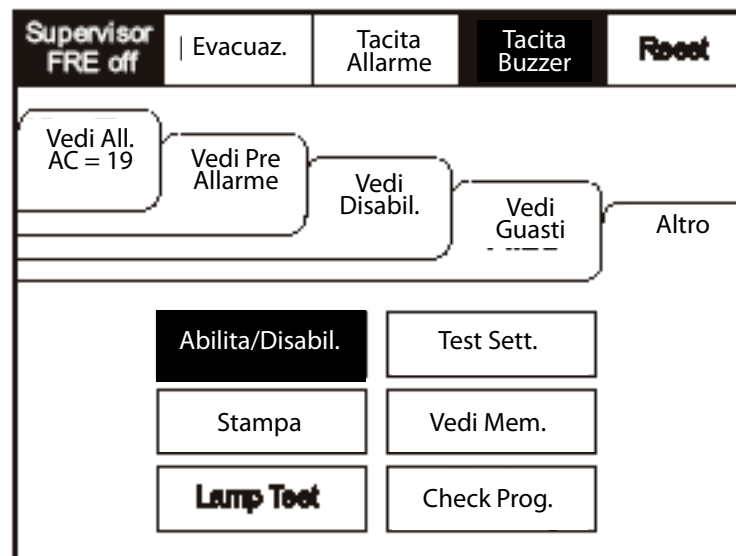 Supervisor
FRE off
| Evacuaz.
Tacita
Allarme
Tacita
Buzzer
Reset
Vedi All.
AC = 19
Vedi Pre
Allarme
Vedi
Disabil.
Vedi
Guasti
Altro
Abilita/Disabil.
Test Sett.
Stampa
Vedi Mem.
Lamp Test
Check Prog.